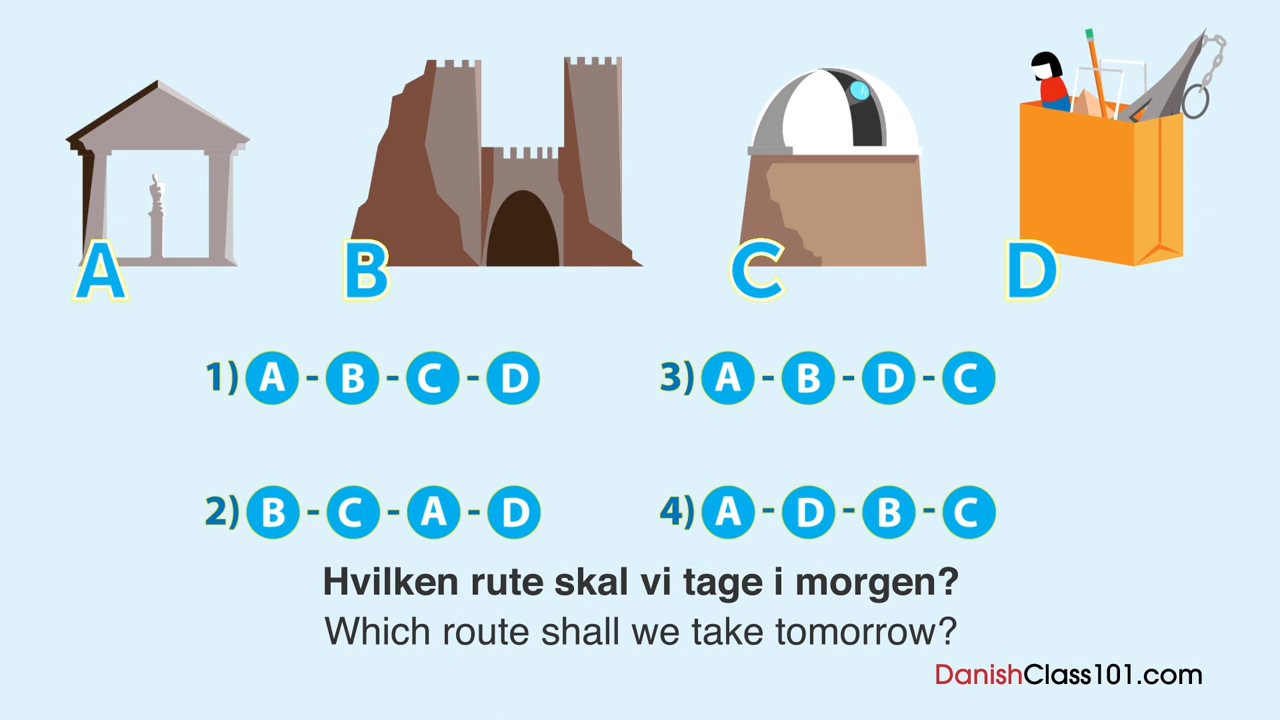 A B C D
1) A - B - C - D
3) A - B - D - C
2) B - C - A - D
4) A - D - B - C
Hvilken rute skal vi tage i morgen?
Which route shall we take tomorrow?
DanishClass101.com